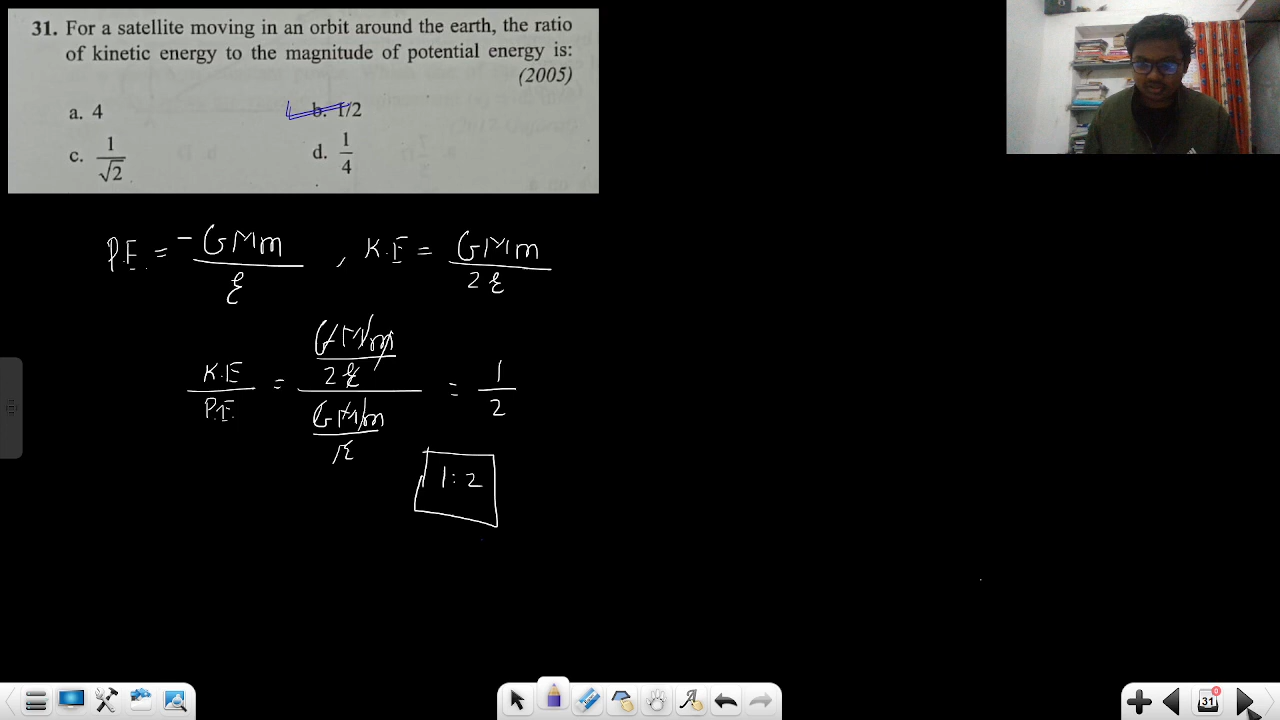 31. For a satellite moving in an orbit around the earth, the ratio
of kinetic energy to the magnitude of potential energy is:
(2005)
a. 4
b. 1/2
c. 1/√2
d. 1/4
P.E. = -GMm/r , K.E = GMm/2r
K.E/P.E. = (GMm/2r)/(GMm/r) = 1/2
1:2
31